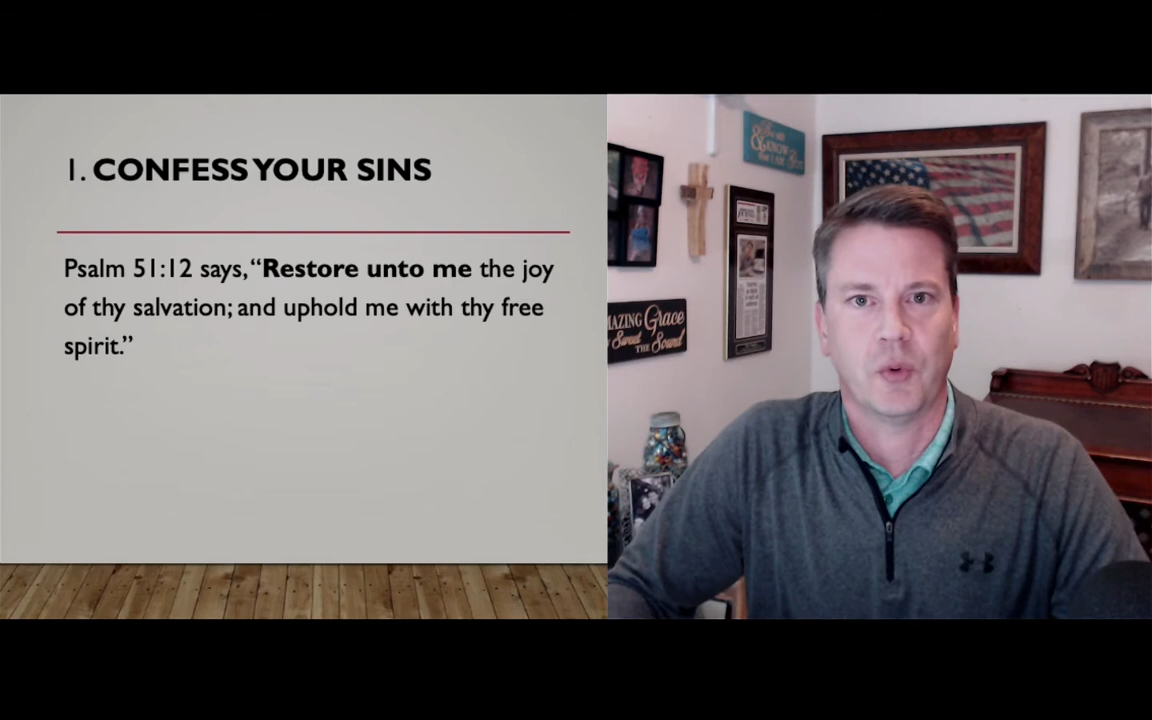 1. CONFESS YOUR SINS
Psalm 51:12 says, “Restore unto me the joy
of thy salvation; and uphold me with thy free
spirit.”
& KNOW
AMAZING Grace
Sweet
THE Sound